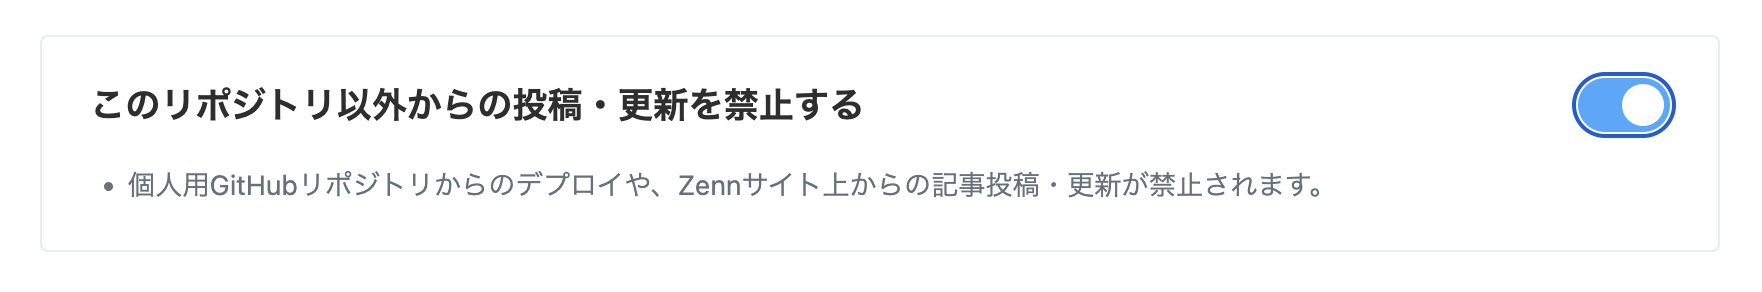 このリポジトリ以外からの投稿・更新を禁止する
• 個人用GitHubリポジトリからのデプロイや、Zennサイト上からの記事投稿・更新が禁止されます。